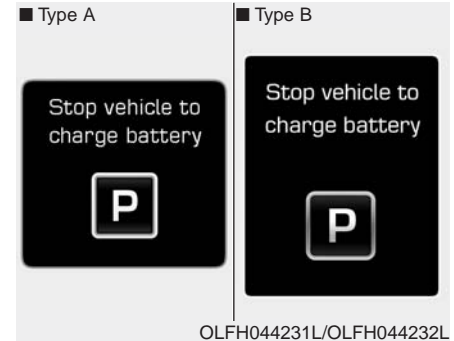 ■ Type A
Stop vehicle to
charge battery
P
■ Type B
Stop vehicle to
charge battery
P
OLFH044231L/OLFH044232L